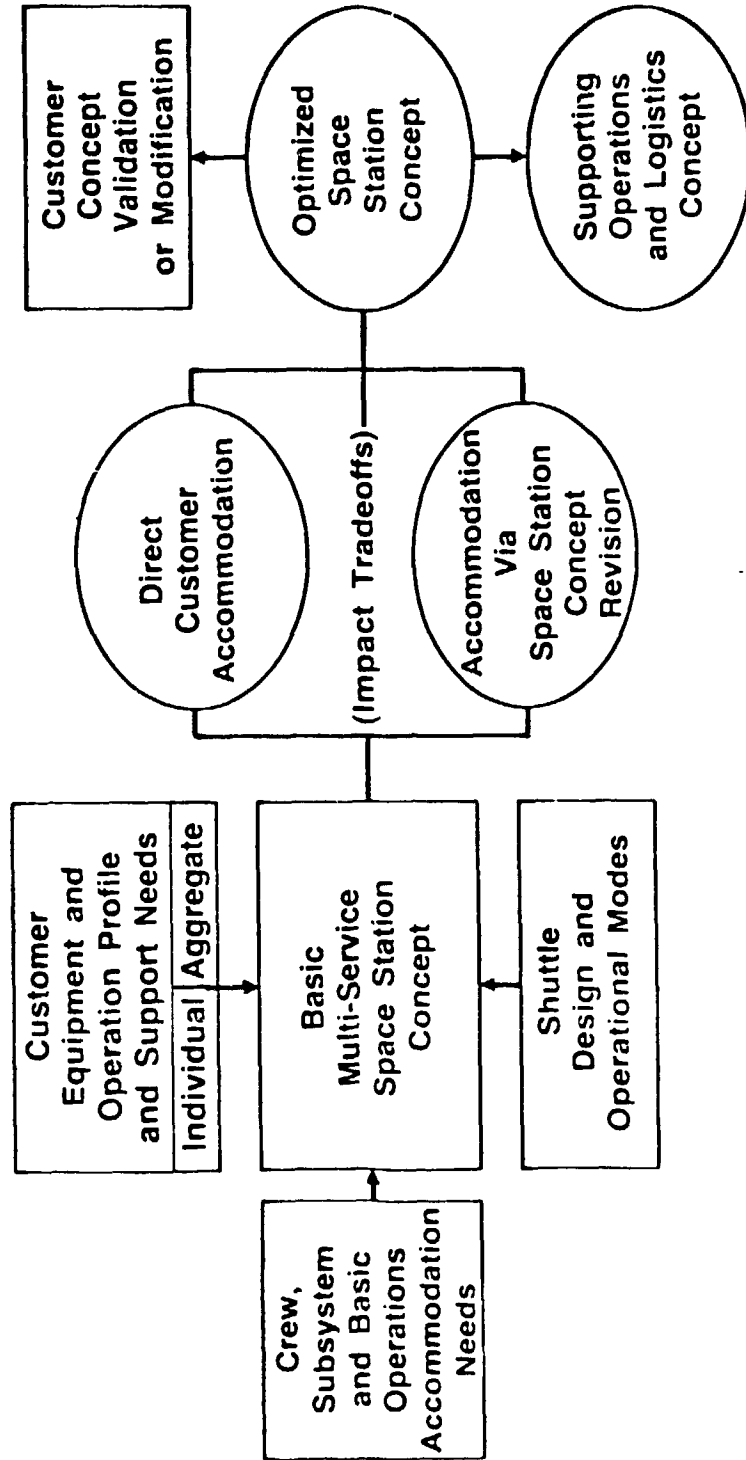 Crew,
Subsystem
and Basic
Operations
Accommodation
Needs
Customer
Equipment and
Operation Profile
and Support Needs
Individual
Aggregate
Basic
Multi-Service
Space Station
Concept
Shuttle
Design and
Operational Modes
Direct
Customer
Accommodation
(Impact Tradeoffs)
Accommodation
Via
Space Station
Concept
Revision
Customer
Concept
Validation
or Modification
Optimized
Space
Station
Concept
Supporting
Operations
and Logistics
Concept